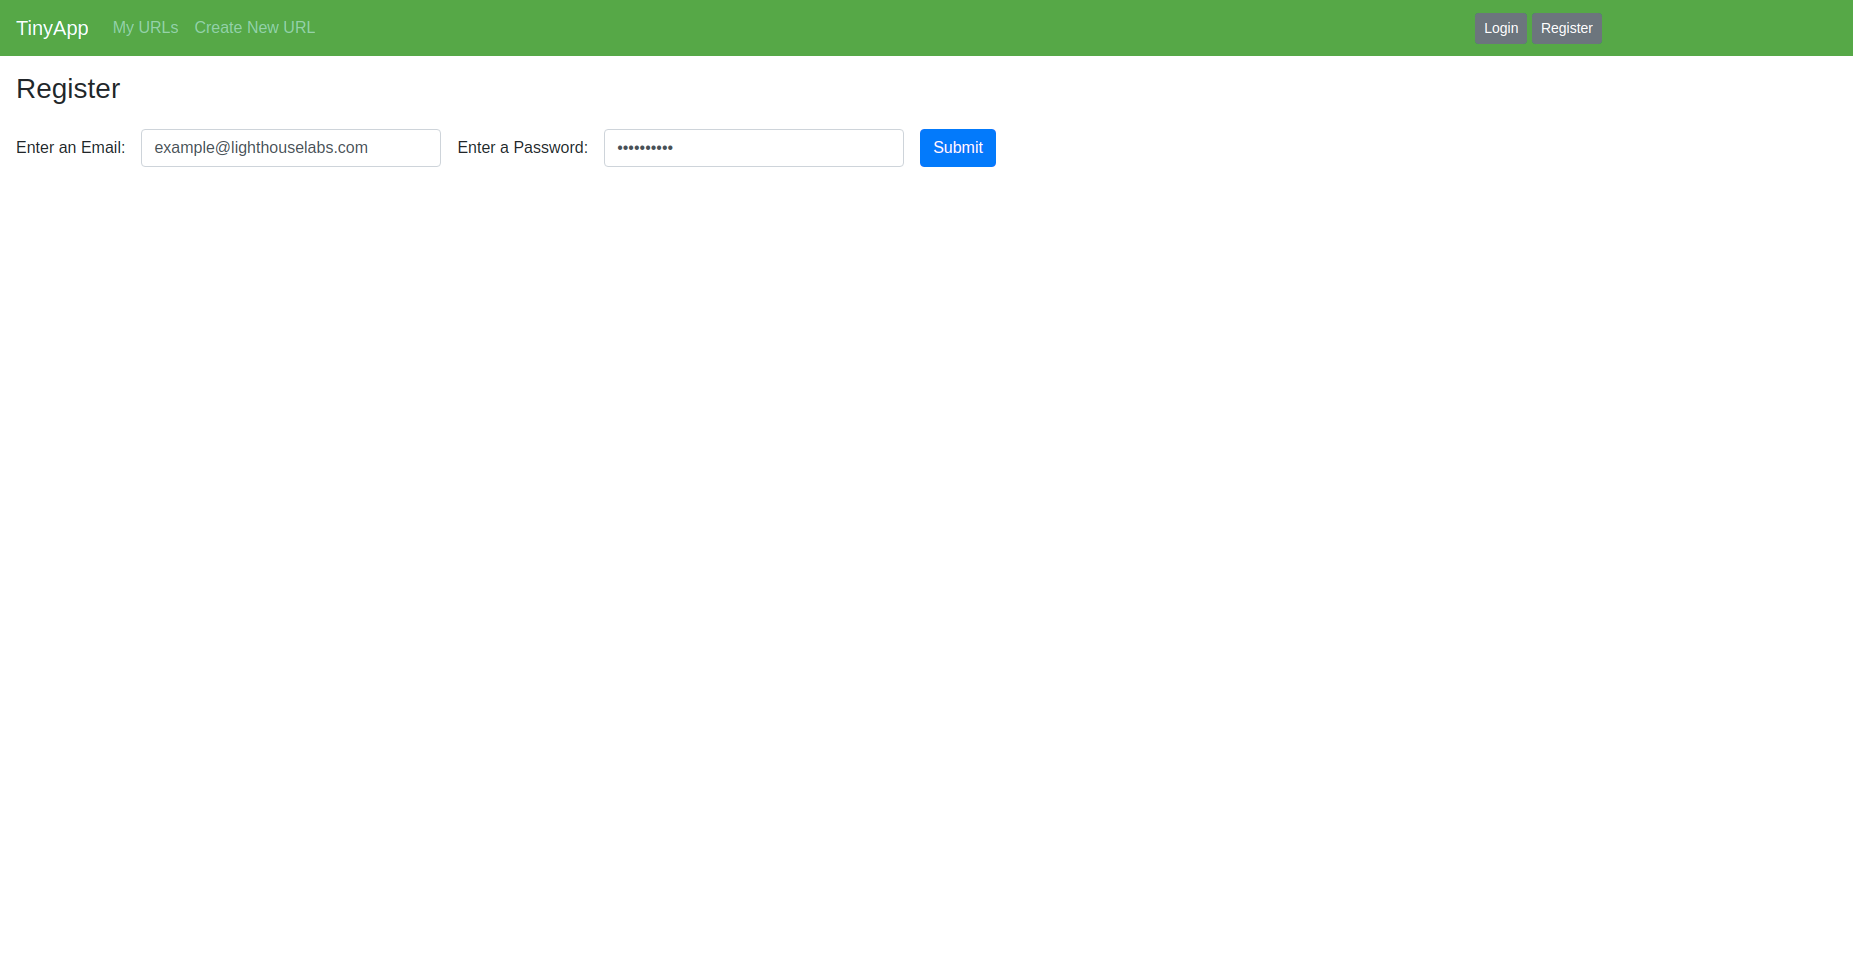 TinyApp My URLs Create New URL Login Register
Register
Enter an Email: example@lighthouselabs.com Enter a Password: •••••••••• Submit